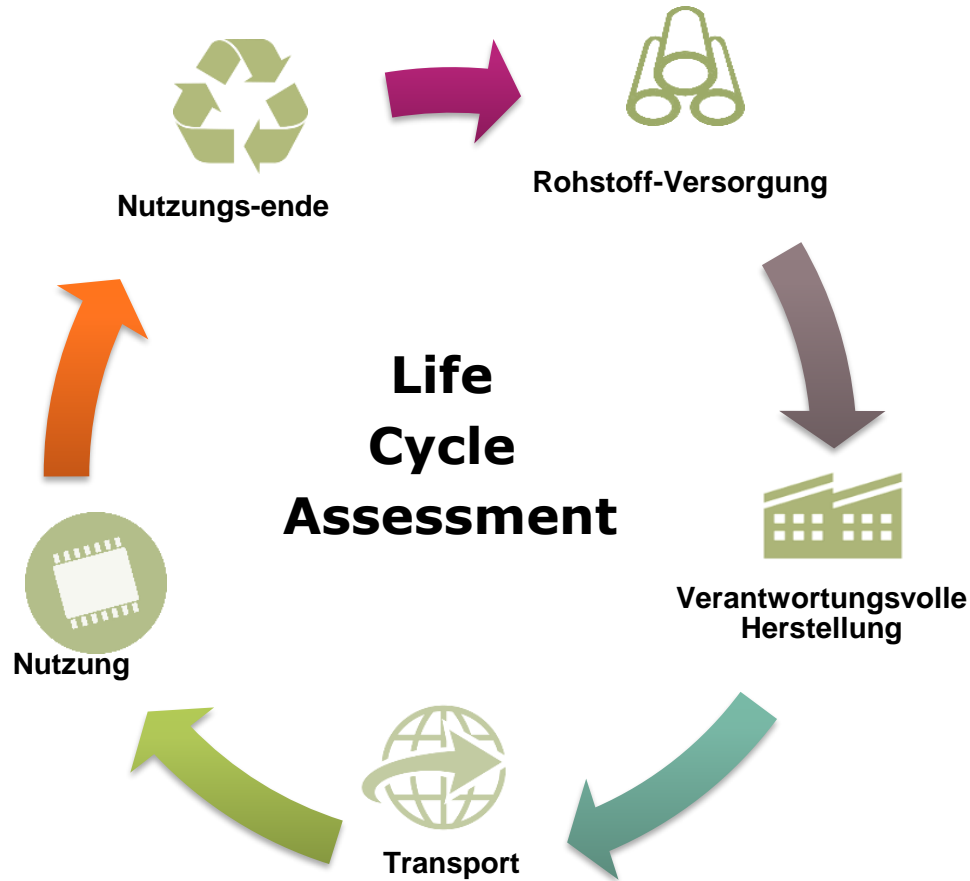 Nutzungs-ende
Rohstoff-Versorgung
Life
Cycle
Assessment
Verantwortungsvolle
Herstellung
Nutzung
Transport